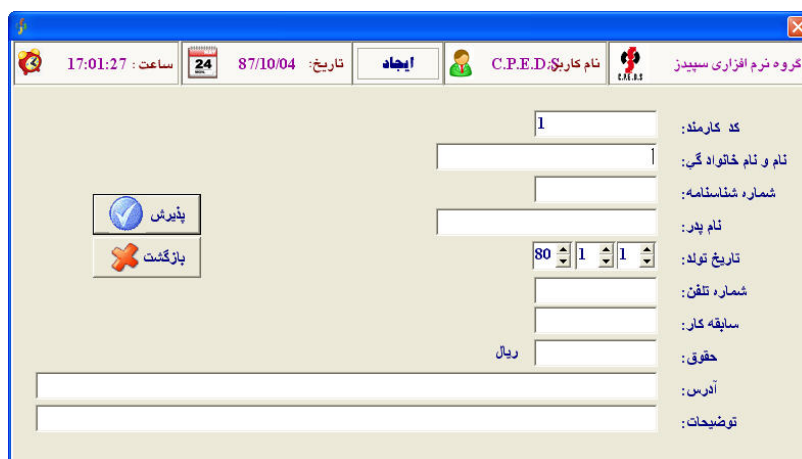 گروه نرم افزاری سپیدز C.P.E.D.S نام کاربر: C.P.E.D.S ایجاد تاریخ: 87/10/04 24 ساعت : 17:01:27
کد کارمند: 1
نام و نام خانوادگی:
شماره شناسنامه:
پذیرش
نام پدر:
بازگشت
تاریخ تولد: 1 1 80
شماره تلفن:
سابقه کار:
حقوق: ریال
آدرس:
توضیحات: